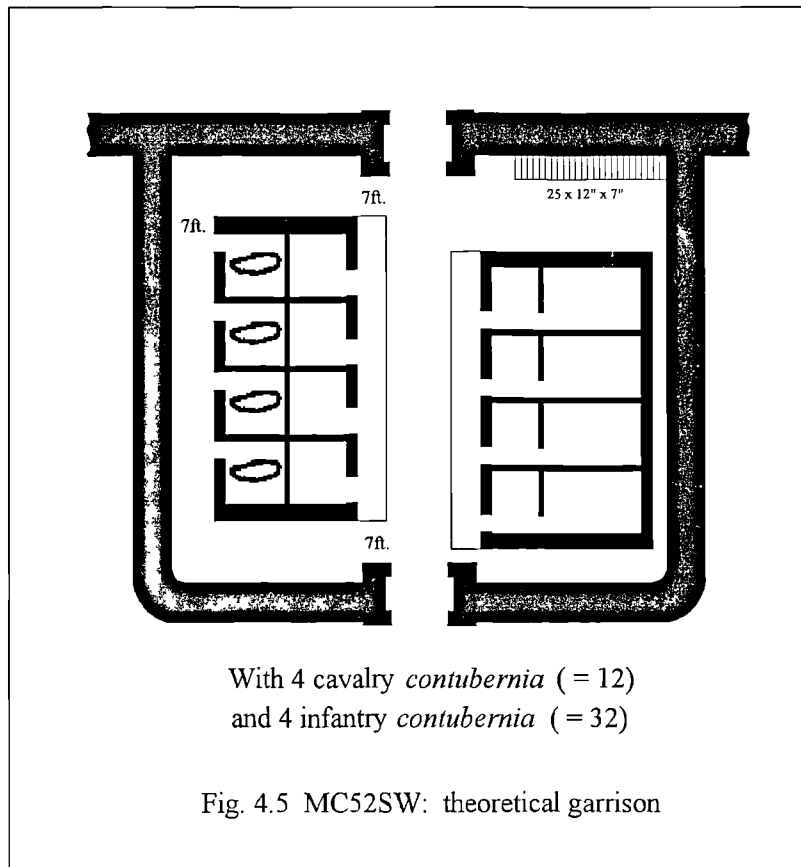 25 x 12" x 7"
7ft.
7ft.
7ft.
With 4 cavalry contubernia ( = 12)
and 4 infantry contubernia ( = 32)
Fig. 4.5 MC52SW: theoretical garrison